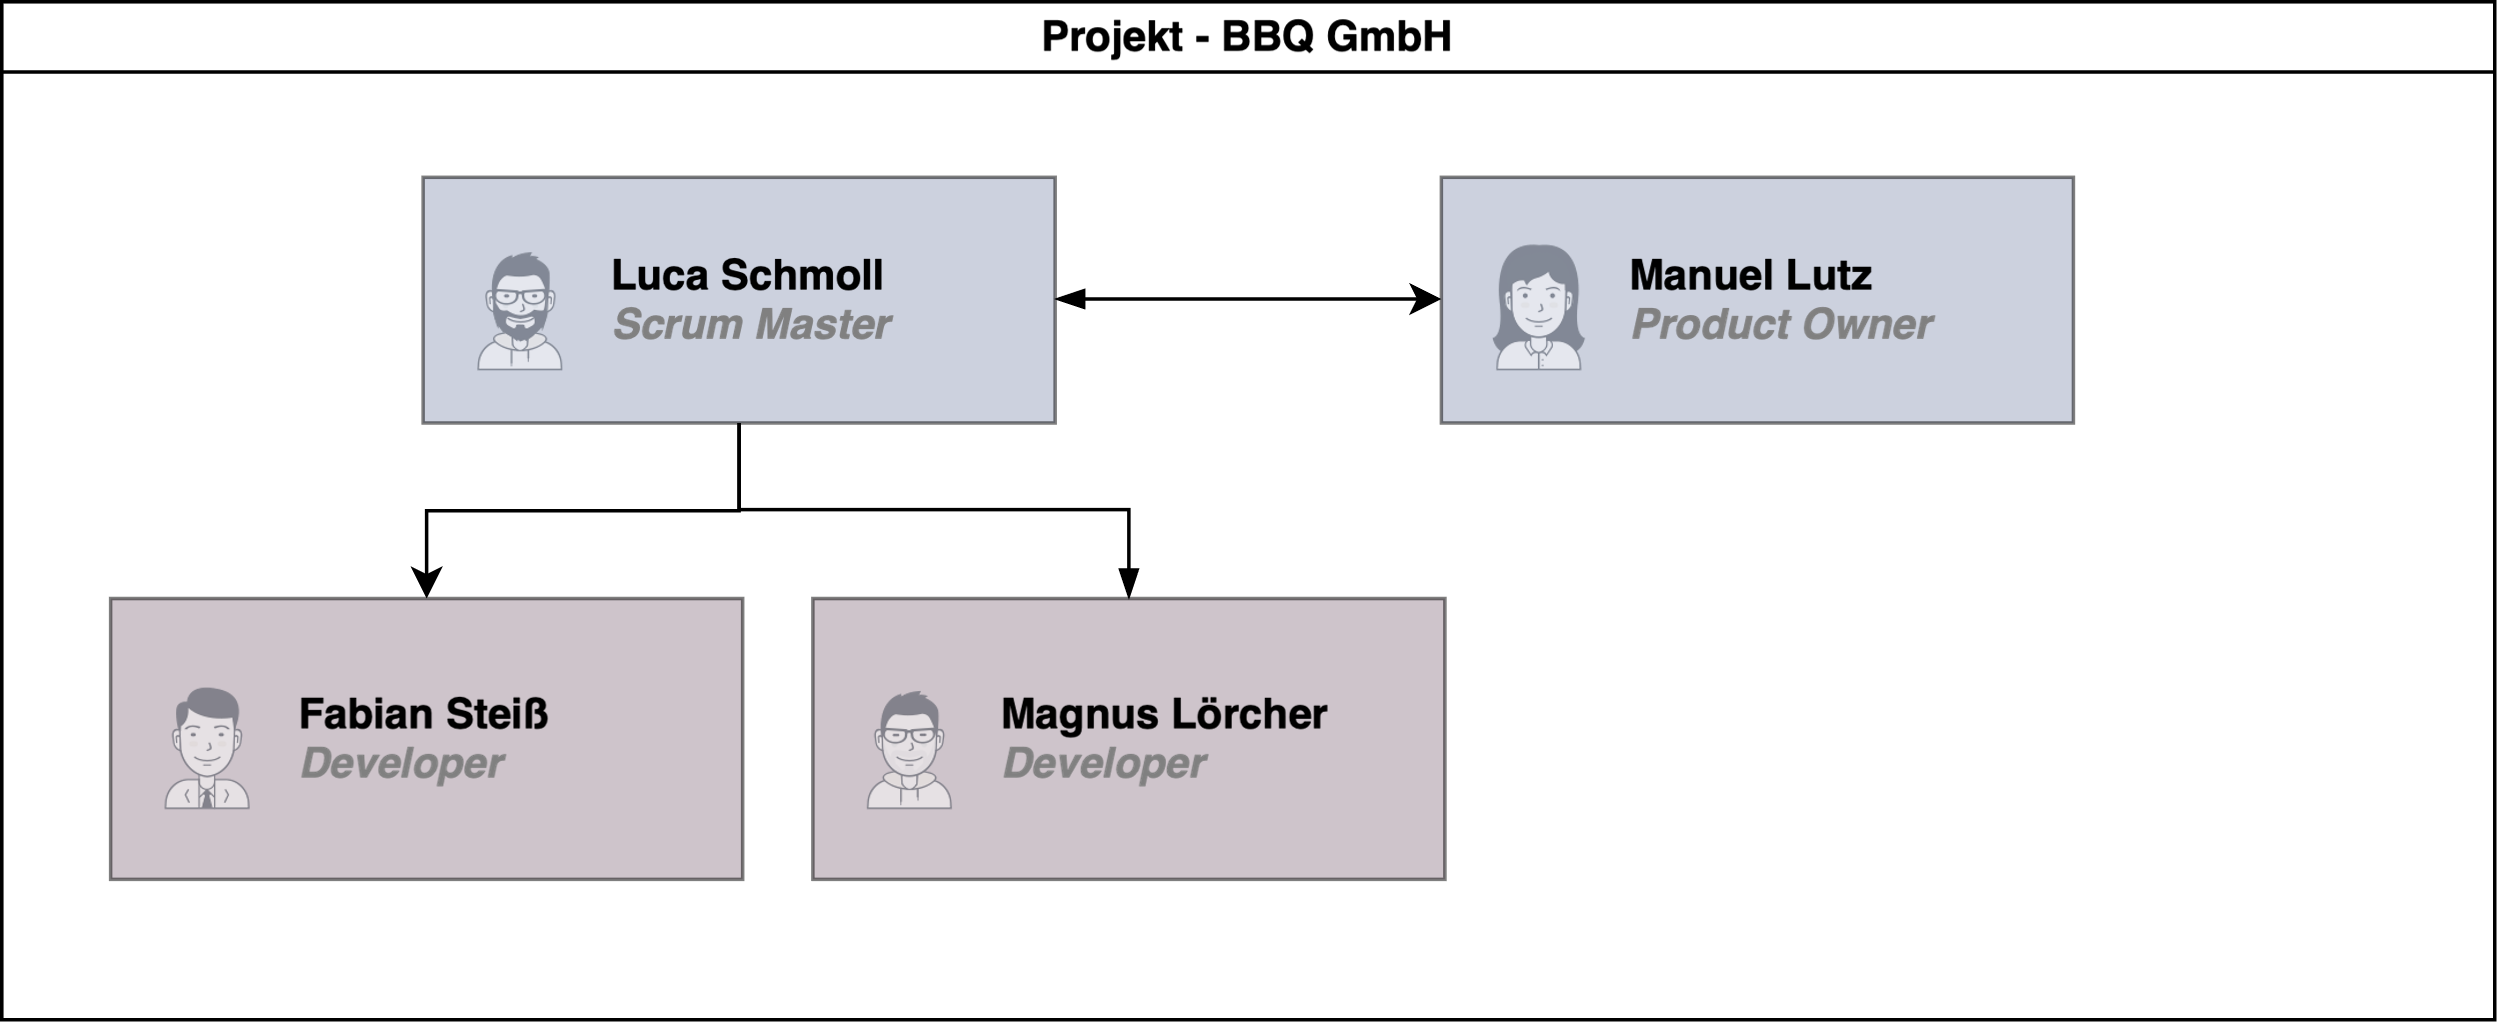 Projekt - BBQ GmbH
Luca Schmoll
Scrum Master
Manuel Lutz
Product Owner
Fabian Steiß
Developer
Magnus Lörcher
Developer